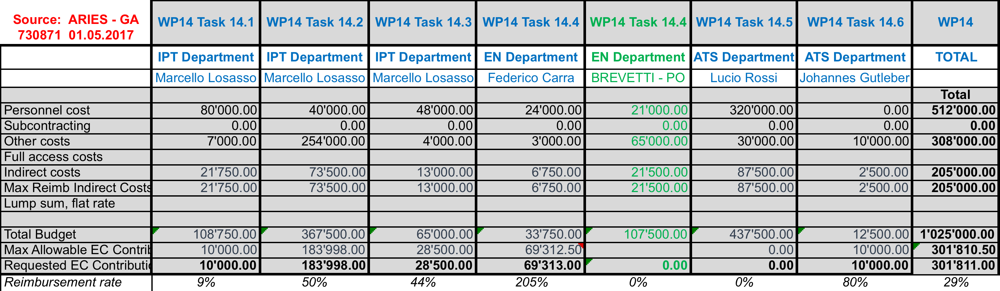 Source: ARIES - GA
730871 01.05.2017
WP14 Task 14.1 WP14 Task 14.2 WP14 Task 14.3 WP14 Task 14.4 WP14 Task 14.4 WP14 Task 14.5 WP14 Task 14.6 WP14
IPT Department IPT Department IPT Department EN Department EN Department ATS Department ATS Department TOTAL
Marcello Losasso Marcello Losasso Marcello Losasso Federico Carra BREVETTI - PO Lucio Rossi Johannes Gutleber
Total
Personnel cost 80'000.00 40'000.00 48'000.00 24'000.00 21'000.00 320'000.00 0.00 512'000.00
Subcontracting 0.00 0.00 0.00 0.00 0.00 0.00 0.00 0.00
Other costs 7'000.00 254'000.00 4'000.00 3'000.00 65'000.00 30'000.00 10'000.00 308'000.00
Full access costs
Indirect costs 21'750.00 73'500.00 13'000.00 6'750.00 21'500.00 87'500.00 2'500.00 205'000.00
Max Reimb Indirect Costs 21'750.00 73'500.00 13'000.00 6'750.00 21'500.00 87'500.00 2'500.00 205'000.00
Lump sum, flat rate
Total Budget 108'750.00 367'500.00 65'000.00 33'750.00 107'500.00 437'500.00 12'500.00 1'025'000.00
Max Allowable EC Contrib 10'000.00 183'998.00 28'500.00 69'312.50 0.00 10'000.00 301'810.50
Requested EC Contributio 10'000.00 183'998.00 28'500.00 69'313.00 0.00 0.00 10'000.00 301'811.00
Reimbursement rate 9% 50% 44% 205% 0% 0% 80% 29%